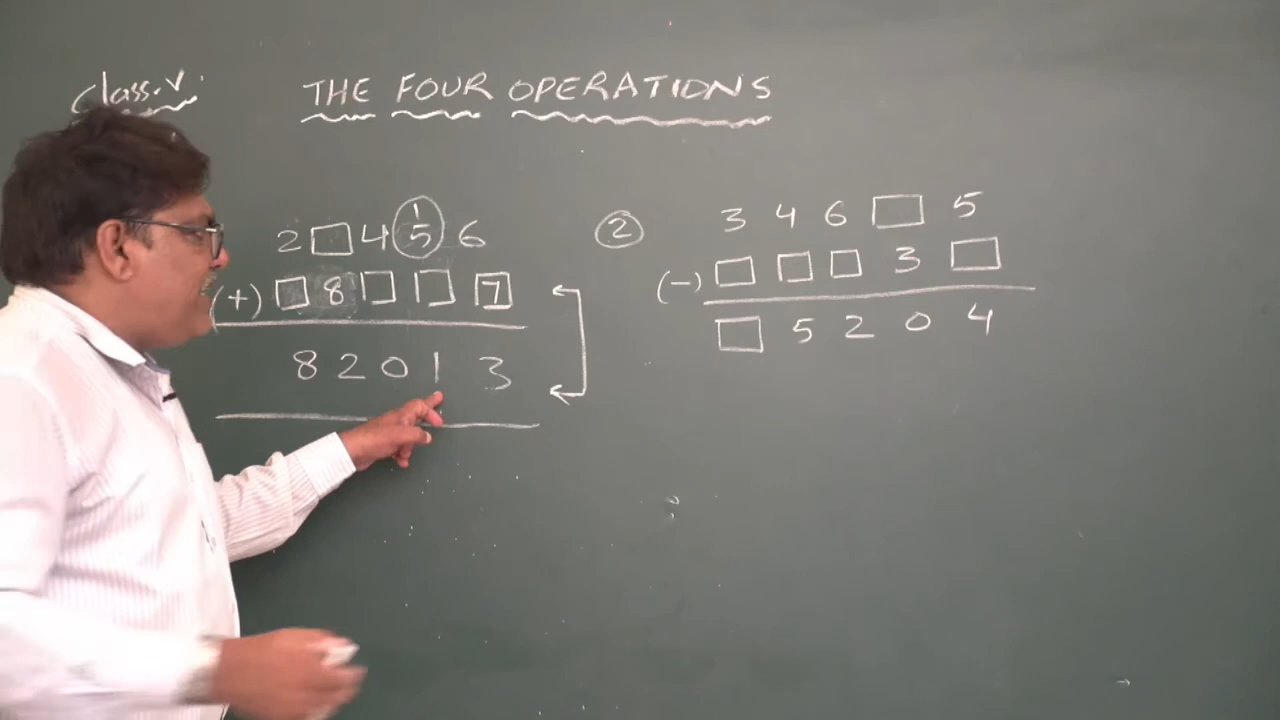 Class.V.
THE FOUR OPERATIONS
1
2 □ 4 5 6
(+) □ 8 □ □ 7
8 2 0 1 3
② 3 4 6 □ 5
(−) □ □ □ 3 □
□ 5 2 0 4